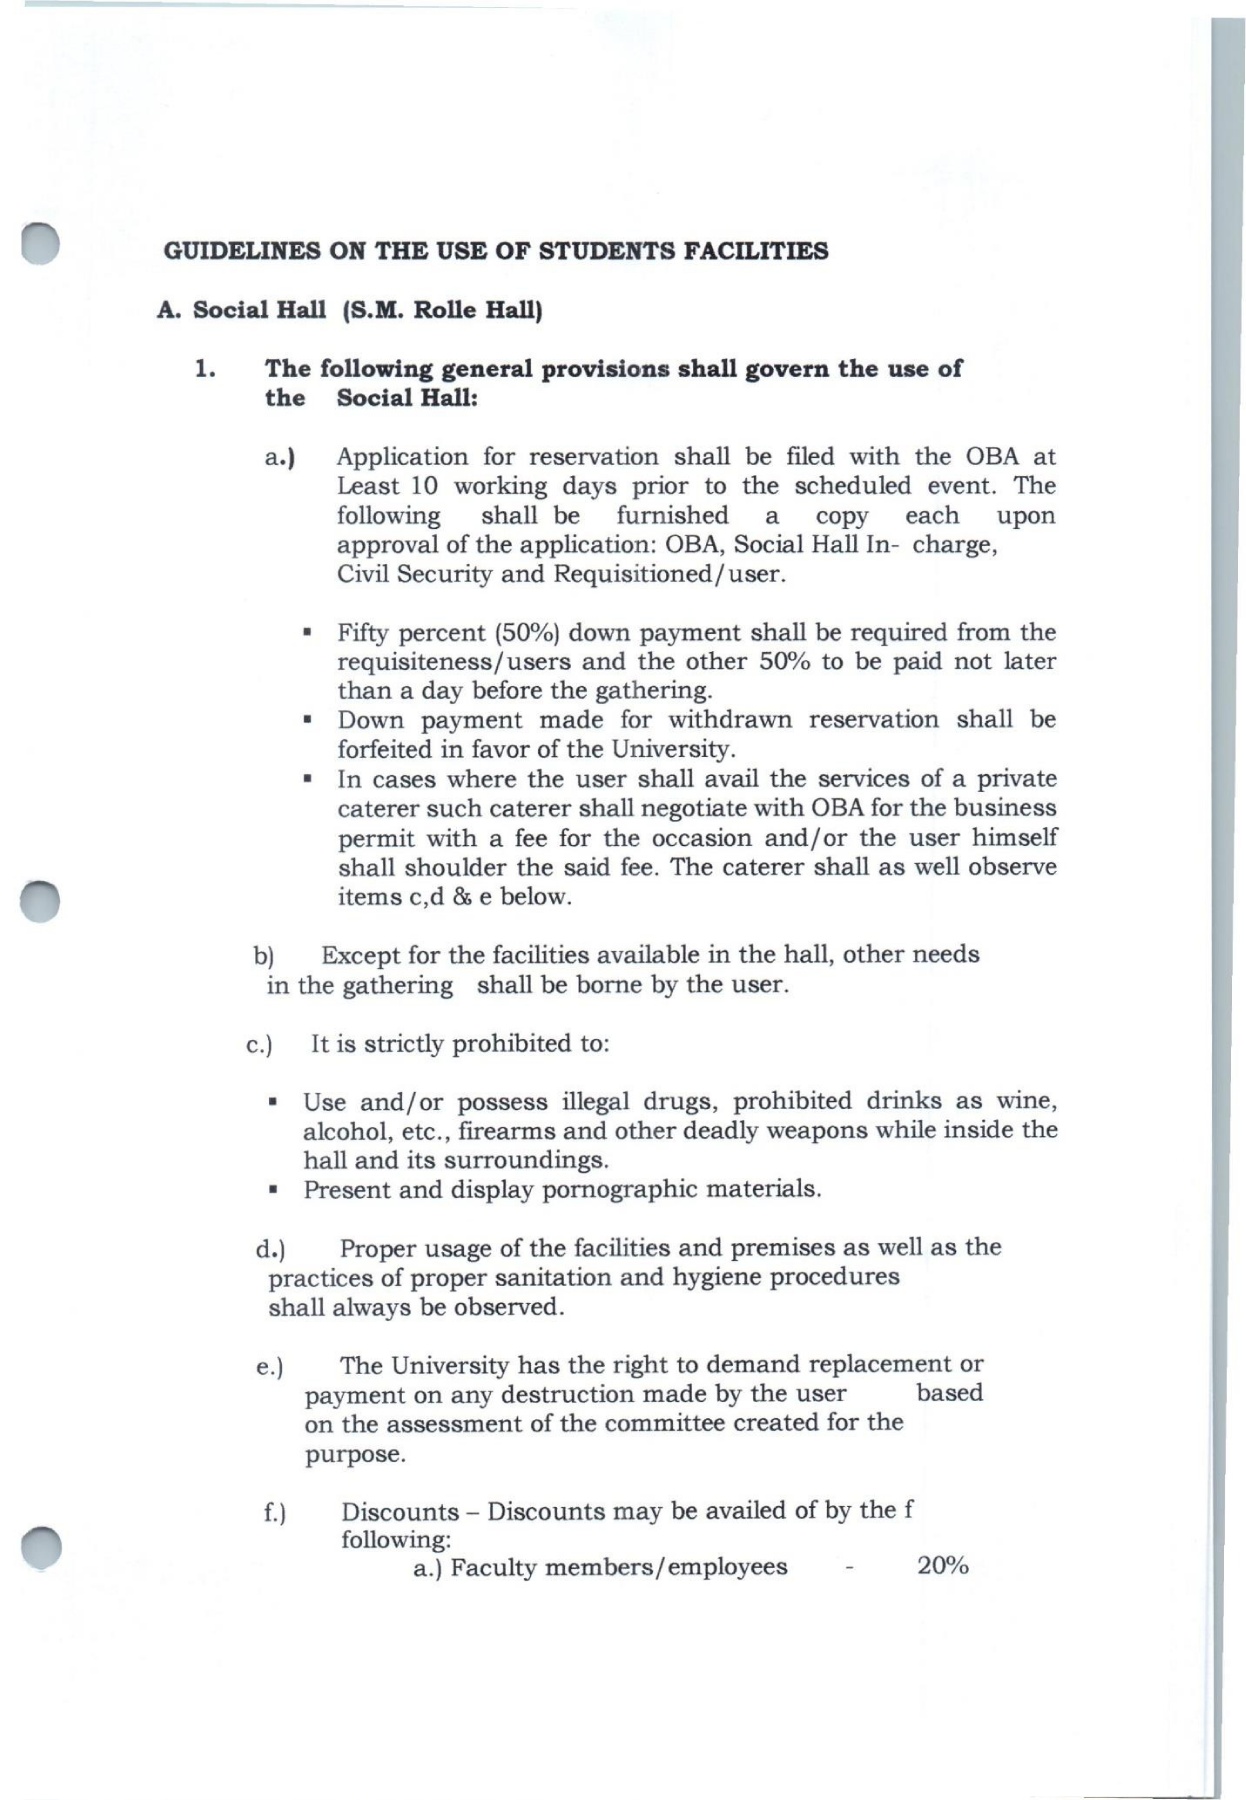 GUIDELINES ON THE USE OF STUDENTS FACILITIES
A. Social Hall (S.M. Rolle Hall)
1. The following general provisions shall govern the use of
the Social Hall:
a.) Application for reservation shall be filed with the OBA at
Least 10 working days prior to the scheduled event. The
following shall be furnished a copy each upon
approval of the application: OBA, Social Hall In- charge,
Civil Security and Requisitioned/user.
▪ Fifty percent (50%) down payment shall be required from the
requisiteness/users and the other 50% to be paid not later
than a day before the gathering.
▪ Down payment made for withdrawn reservation shall be
forfeited in favor of the University.
▪ In cases where the user shall avail the services of a private
caterer such caterer shall negotiate with OBA for the business
permit with a fee for the occasion and/or the user himself
shall shoulder the said fee. The caterer shall as well observe
items c,d & e below.
b) Except for the facilities available in the hall, other needs
in the gathering shall be borne by the user.
c.) It is strictly prohibited to:
▪ Use and/or possess illegal drugs, prohibited drinks as wine,
alcohol, etc., firearms and other deadly weapons while inside the
hall and its surroundings.
▪ Present and display pornographic materials.
d.) Proper usage of the facilities and premises as well as the
practices of proper sanitation and hygiene procedures
shall always be observed.
e.) The University has the right to demand replacement or
payment on any destruction made by the user based
on the assessment of the committee created for the
purpose.
f.) Discounts – Discounts may be availed of by the f
following:
a.) Faculty members/employees - 20%